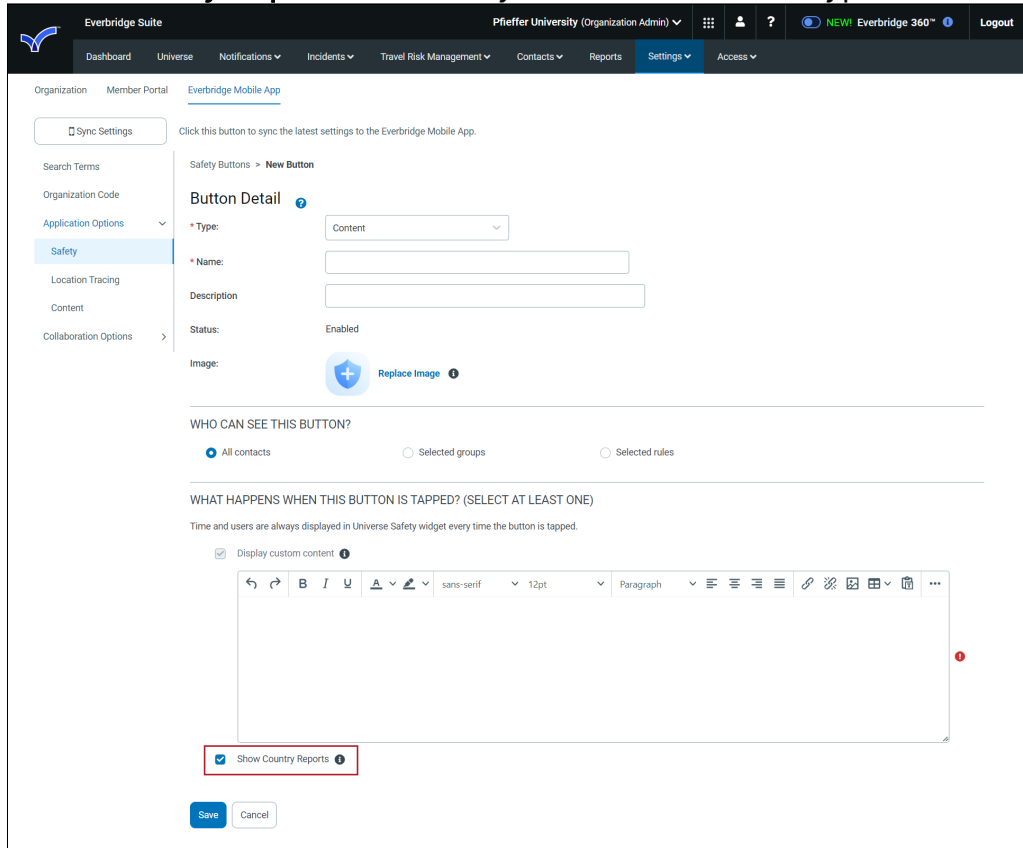 Everbridge Suite
Pfieffer University (Organization Admin)
?
NEW! Everbridge 360™
Logout
Dashboard Universe Notifications Incidents Travel Risk Management Contacts Reports Settings Access
Organization Member Portal Everbridge Mobile App
Sync Settings
Click this button to sync the latest settings to the Everbridge Mobile App.
Search Terms
Organization Code
Application Options
Safety
Location Tracing
Content
Collaboration Options
Safety Buttons > New Button
Button Detail ?
* Type: Content
* Name:
Description
Status: Enabled
Image: Replace Image
WHO CAN SEE THIS BUTTON?
All contacts Selected groups Selected rules
WHAT HAPPENS WHEN THIS BUTTON IS TAPPED? (SELECT AT LEAST ONE)
Time and users are always displayed in Universe Safety widget every time the button is tapped.
Display custom content
B I U A sans-serif 12pt Paragraph
Show Country Reports
Save Cancel